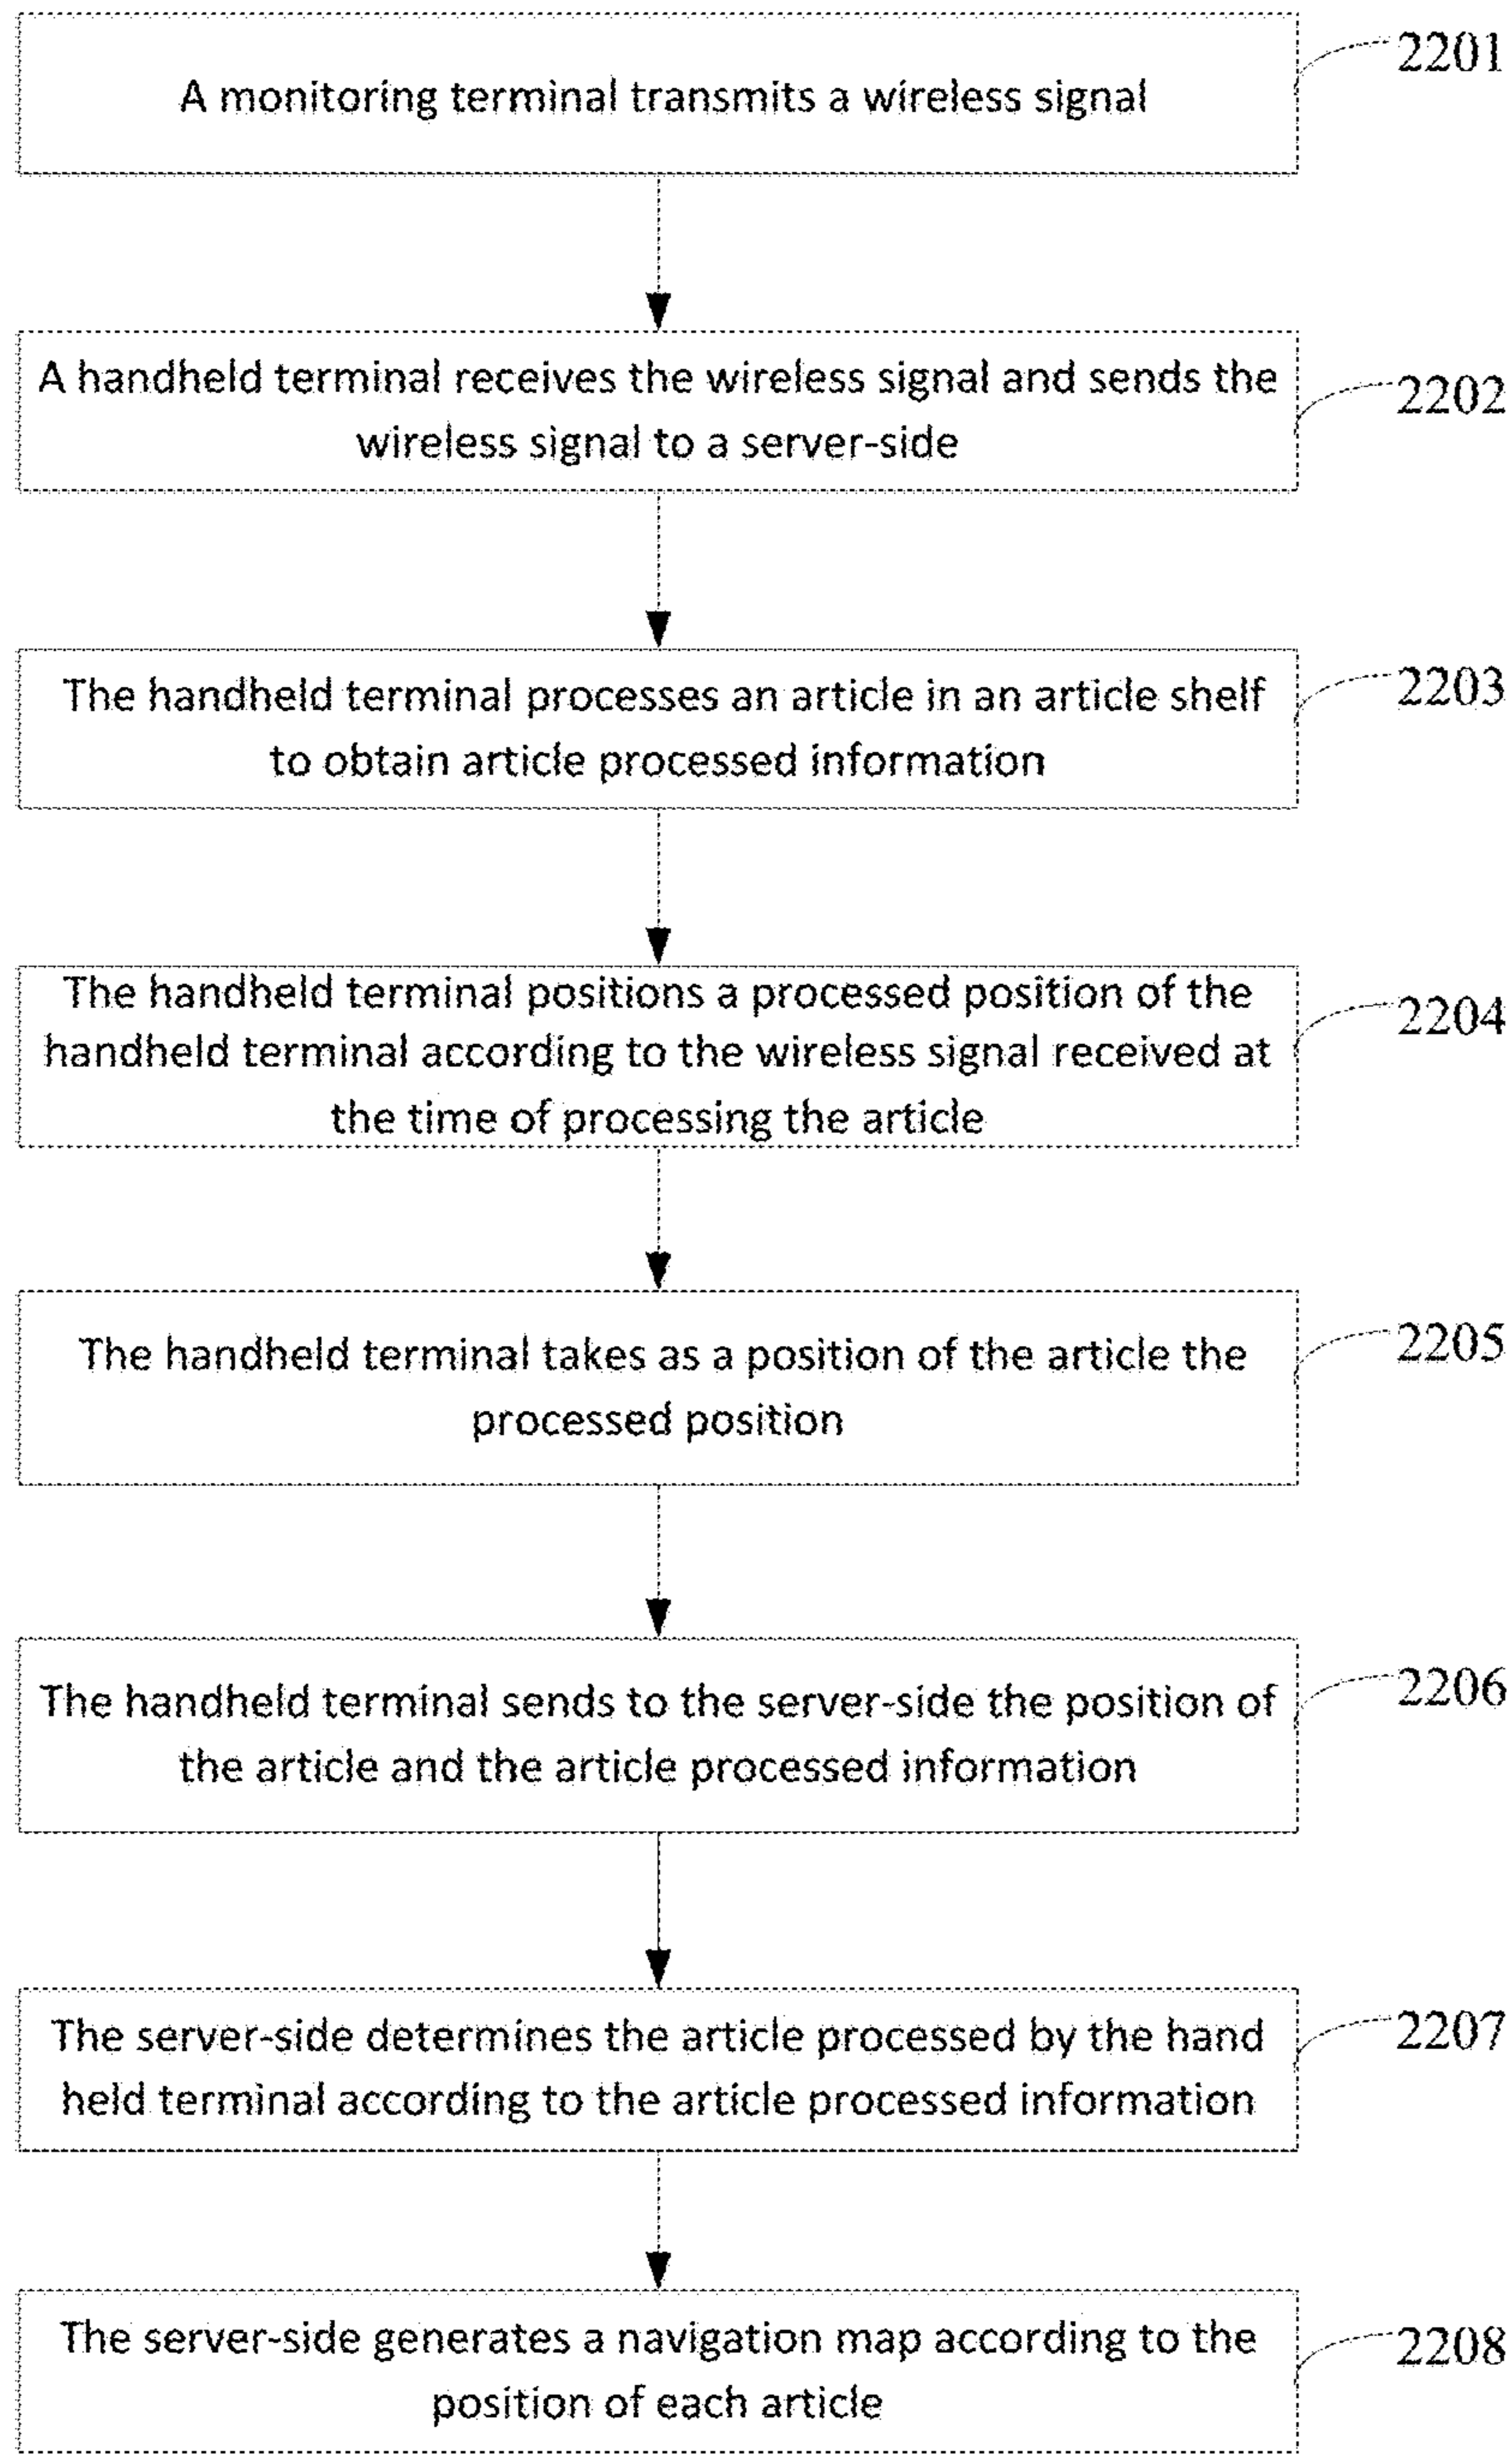 A monitoring terminal transmits a wireless signal
2201
A handheld terminal receives the wireless signal and sends the
wireless signal to a server-side
2202
The handheld terminal processes an article in an article shelf
to obtain article processed information
2203
The handheld terminal positions a processed position of the
handheld terminal according to the wireless signal received at
the time of processing the article
2204
The handheld terminal takes as a position of the article the
processed position
2205
The handheld terminal sends to the server-side the position of
the article and the article processed information
2206
The server-side determines the article processed by the hand
held terminal according to the article processed information
2207
The server-side generates a navigation map according to the
position of each article
2208